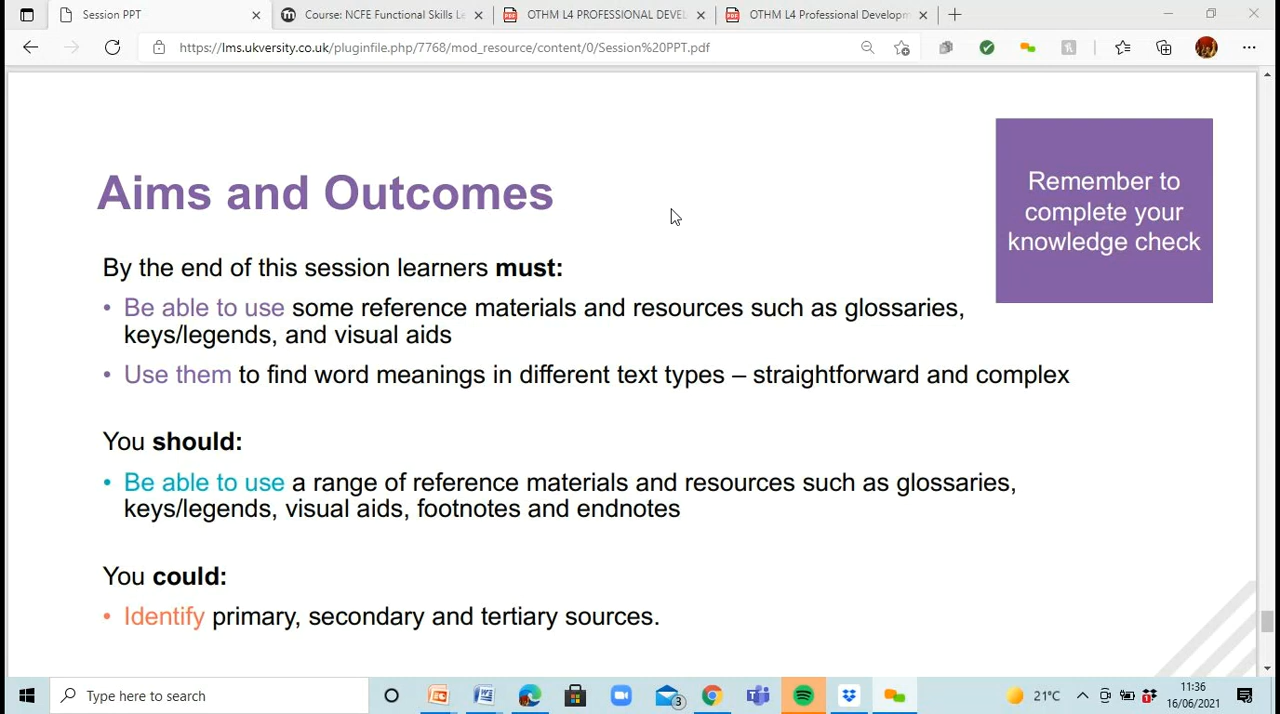 Session PPT
Course: NCFE Functional Skills Le
OTHM L4 PROFESSIONAL DEVEL
OTHM L4 Professional Developm
https://lms.ukversity.co.uk/pluginfile.php/7768/mod_resource/content/0/Session%20PPT.pdf
Aims and Outcomes
Remember to
complete your
knowledge check
By the end of this session learners must:
• Be able to use some reference materials and resources such as glossaries,
keys/legends, and visual aids
• Use them to find word meanings in different text types – straightforward and complex
You should:
• Be able to use a range of reference materials and resources such as glossaries,
keys/legends, visual aids, footnotes and endnotes
You could:
• Identify primary, secondary and tertiary sources.
Type here to search
3
21°C
11:36
16/06/2021